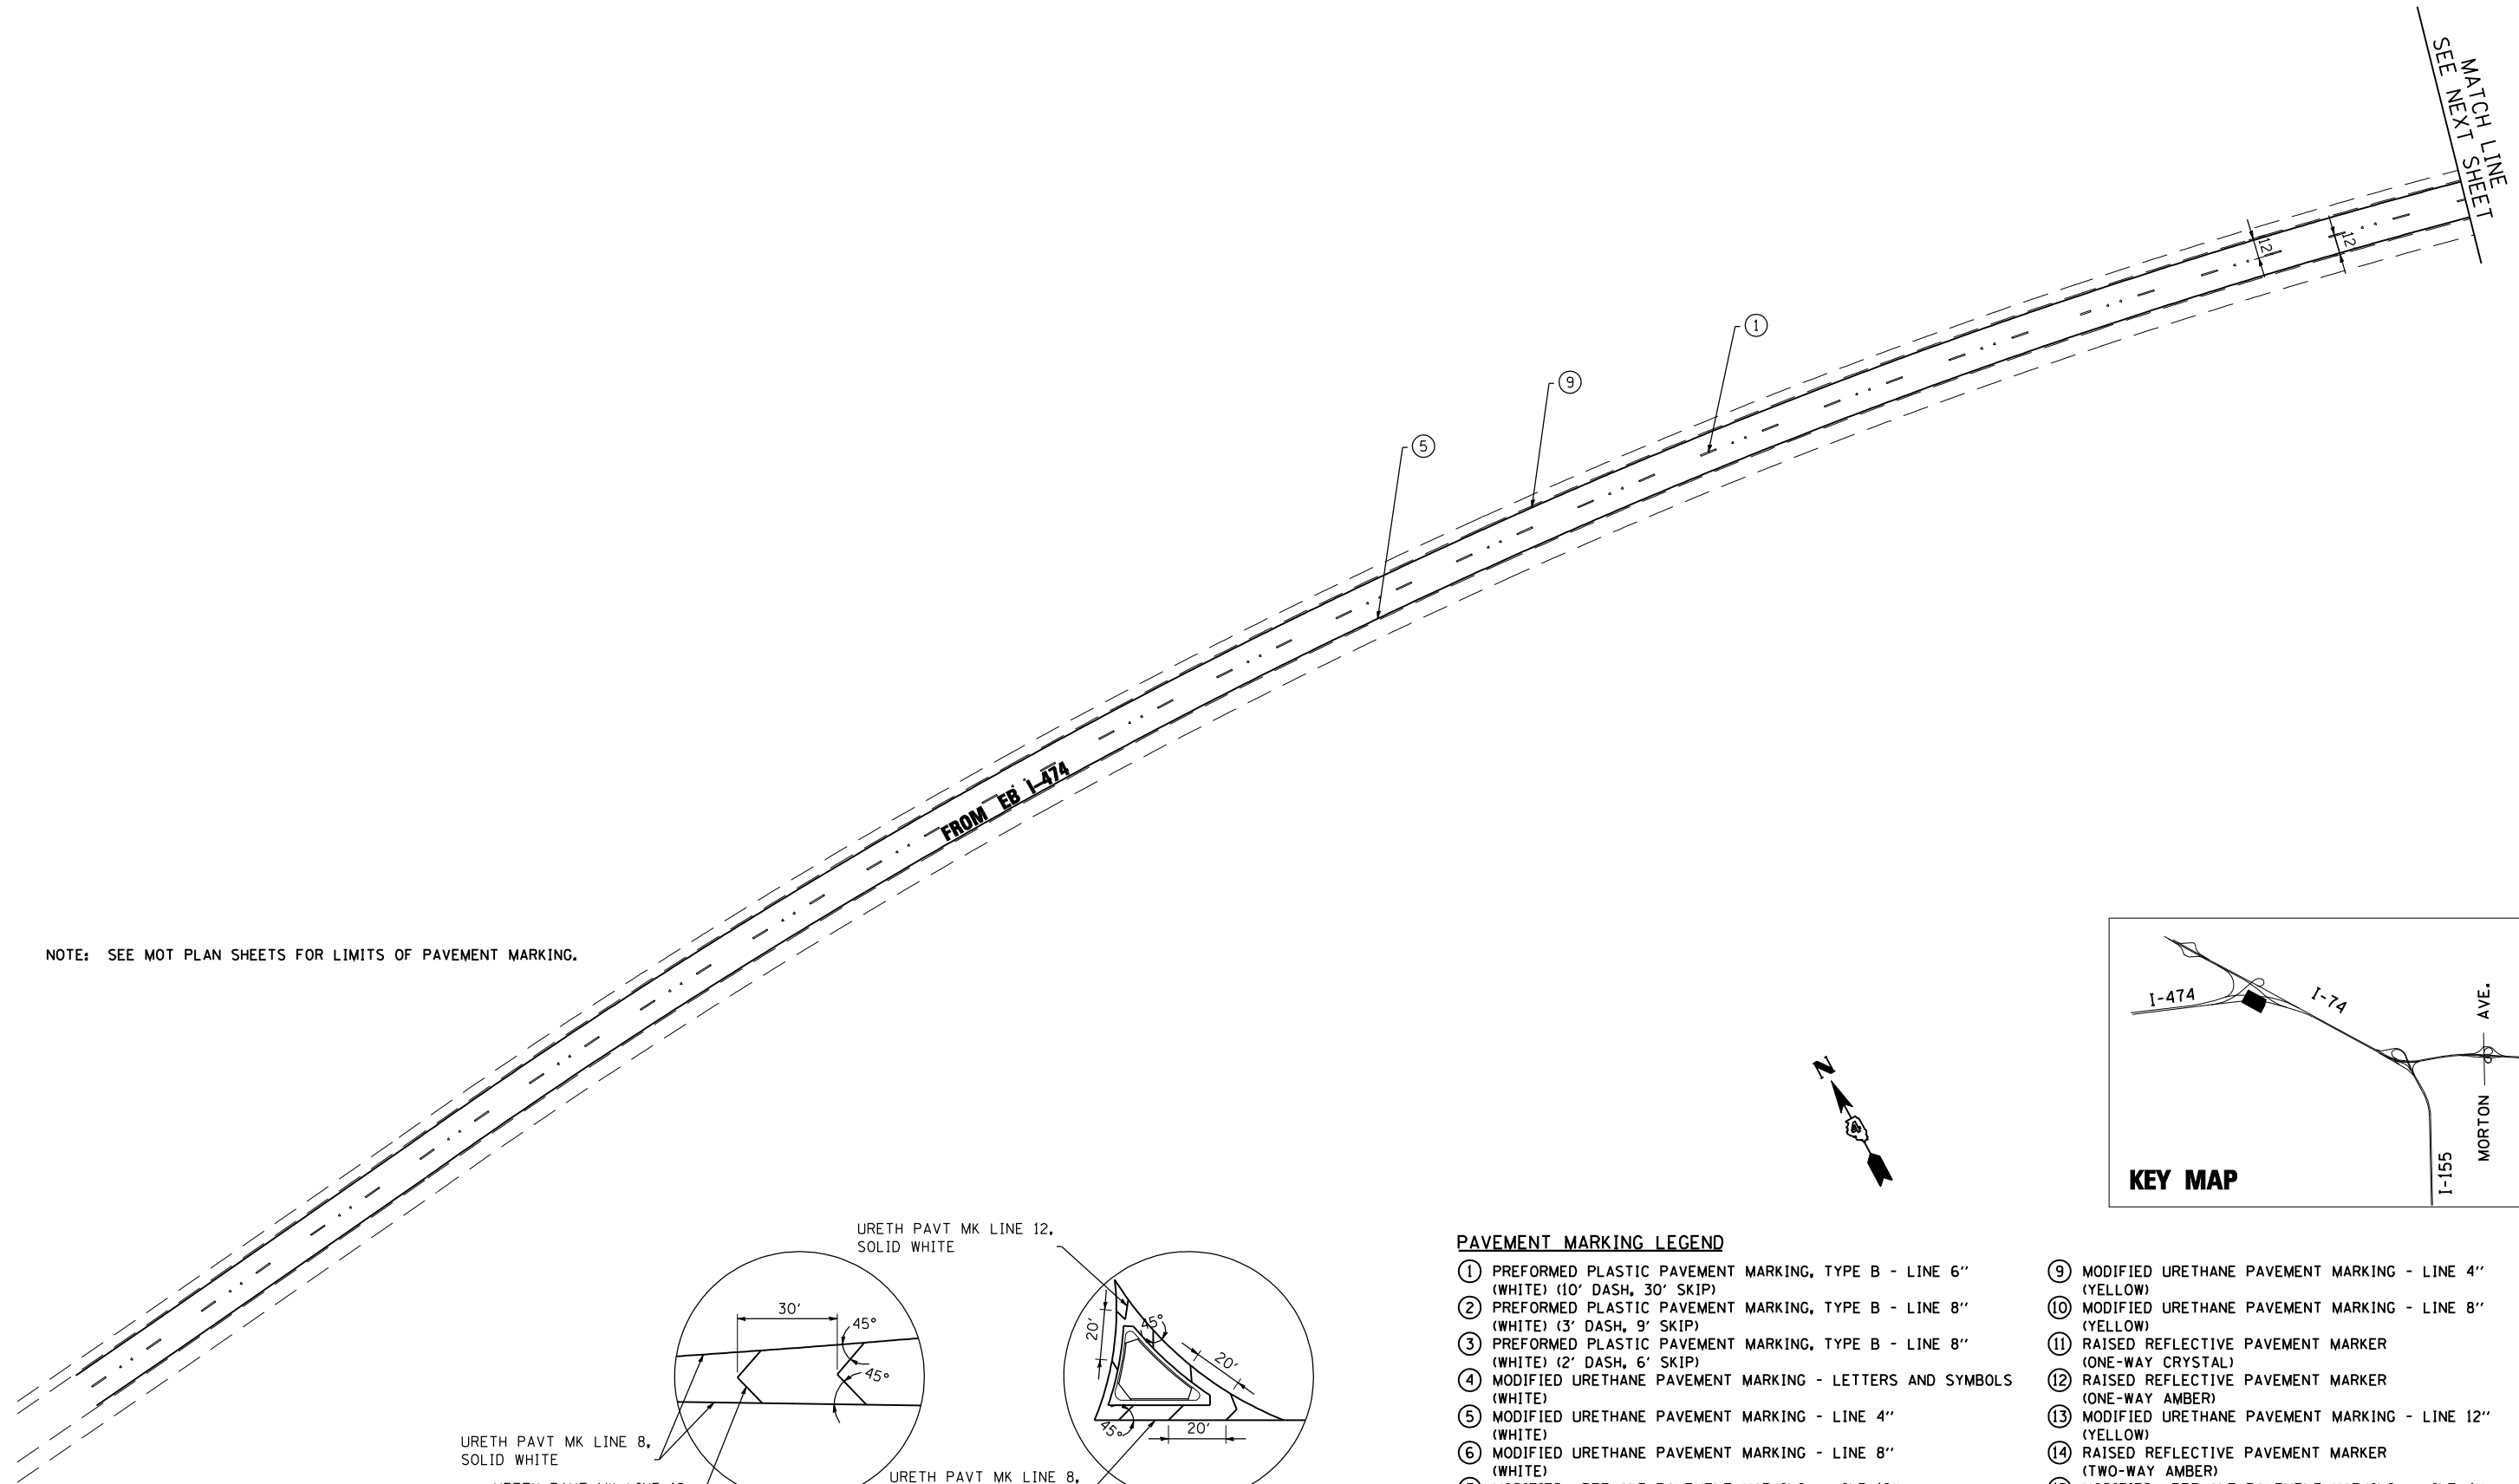 MATCH LINE
SEE NEXT SHEET
12'
12'
1
9
5
FROM EB I-474
NOTE: SEE MOT PLAN SHEETS FOR LIMITS OF PAVEMENT MARKING.
N
4
I-474
I-74
MORTON AVE.
I-155
KEY MAP
URETH PAVT MK LINE 12,
SOLID WHITE
30'
45°
45°
URETH PAVT MK LINE 8,
SOLID WHITE
20'
45°
20'
45°
20'
URETH PAVT MK LINE 8,
PAVEMENT MARKING LEGEND
1 PREFORMED PLASTIC PAVEMENT MARKING, TYPE B - LINE 6''
(WHITE) (10' DASH, 30' SKIP)
2 PREFORMED PLASTIC PAVEMENT MARKING, TYPE B - LINE 8''
(WHITE) (3' DASH, 9' SKIP)
3 PREFORMED PLASTIC PAVEMENT MARKING, TYPE B - LINE 8''
(WHITE) (2' DASH, 6' SKIP)
4 MODIFIED URETHANE PAVEMENT MARKING - LETTERS AND SYMBOLS
(WHITE)
5 MODIFIED URETHANE PAVEMENT MARKING - LINE 4''
(WHITE)
6 MODIFIED URETHANE PAVEMENT MARKING - LINE 8''
(WHITE)
9 MODIFIED URETHANE PAVEMENT MARKING - LINE 4''
(YELLOW)
10 MODIFIED URETHANE PAVEMENT MARKING - LINE 8''
(YELLOW)
11 RAISED REFLECTIVE PAVEMENT MARKER
(ONE-WAY CRYSTAL)
12 RAISED REFLECTIVE PAVEMENT MARKER
(ONE-WAY AMBER)
13 MODIFIED URETHANE PAVEMENT MARKING - LINE 12''
(YELLOW)
14 RAISED REFLECTIVE PAVEMENT MARKER
(TWO-WAY AMBER)